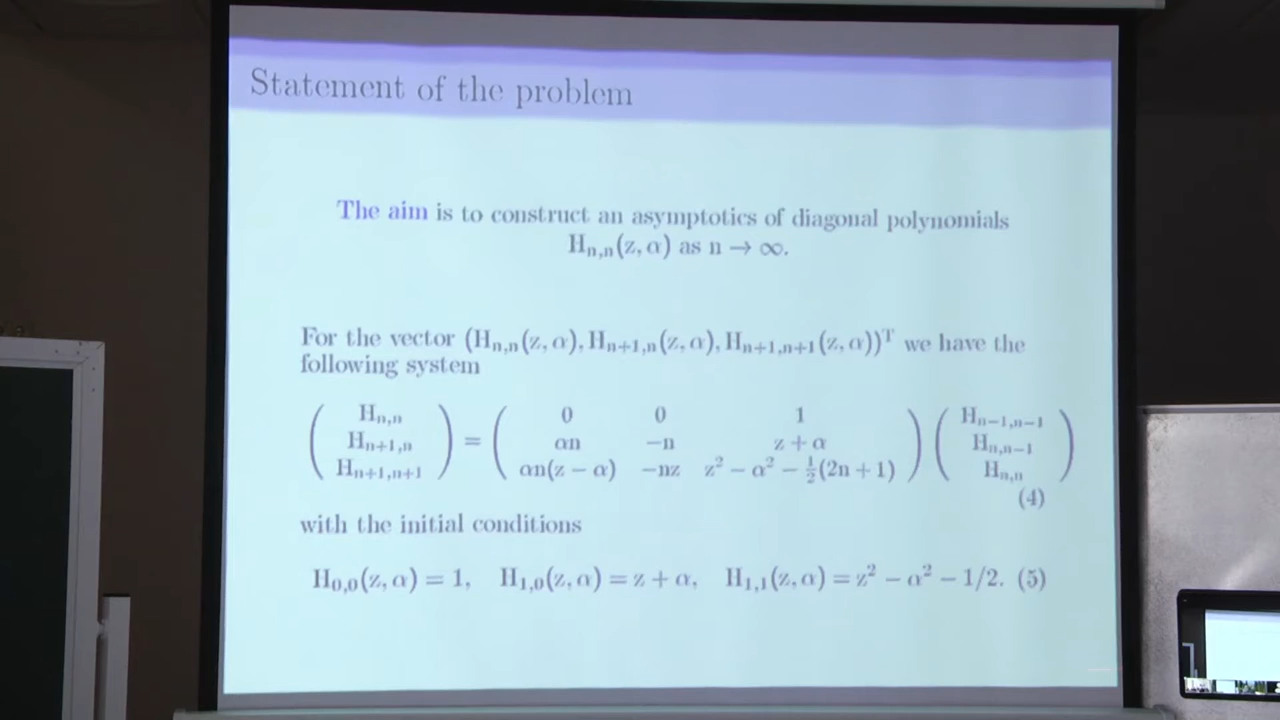 Statement of the problem
The aim is to construct an asymptotics of diagonal polynomials
H_{n,n}(z, α) as n → ∞.
For the vector (H_{n,n}(z, α), H_{n+1,n}(z, α), H_{n+1,n+1}(z, α))^T we have the
following system
( H_{n,n} ) = ( 0 0 1 ) ( H_{n−1,n−1} )
( H_{n+1,n} ) ( αn −n z + α ) ( H_{n,n−1} )
( H_{n+1,n+1} ) ( αn(z − α) −nz z² − α² − ½(2n + 1) ) ( H_{n,n} )
(4)
with the initial conditions
H_{0,0}(z, α) = 1, H_{1,0}(z, α) = z + α, H_{1,1}(z, α) = z² − α² − 1/2. (5)